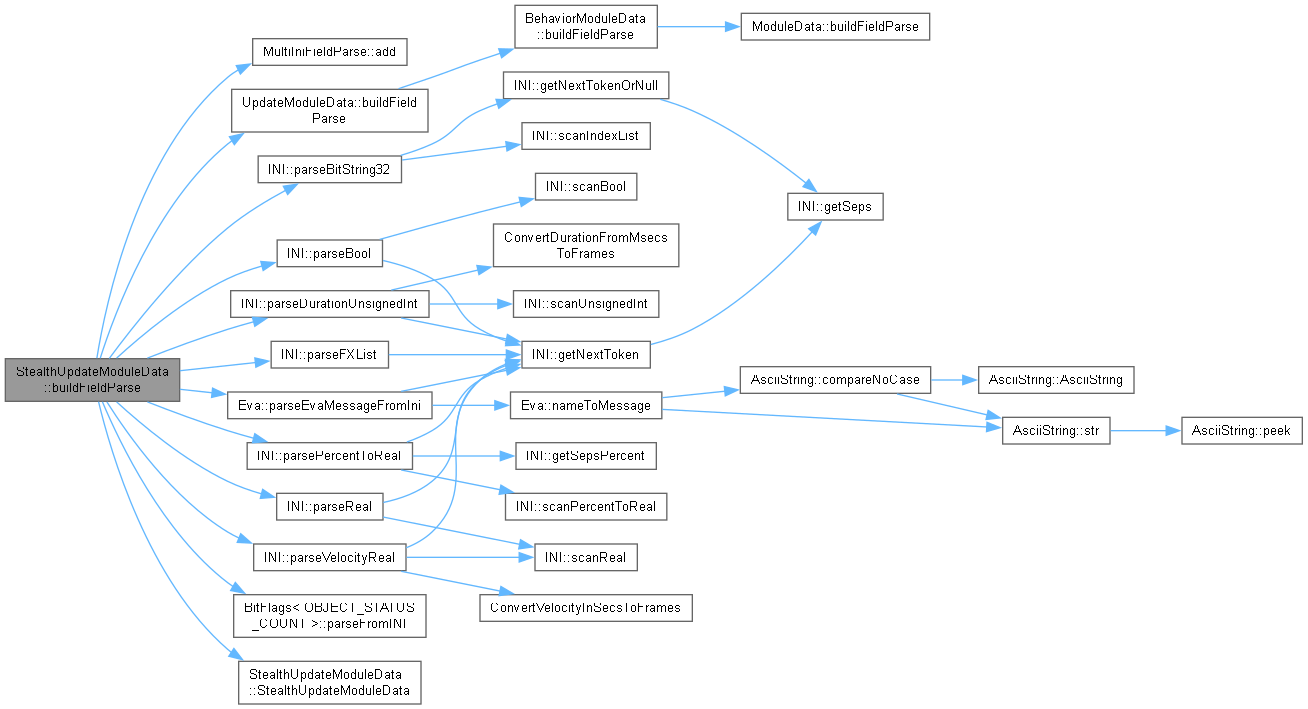 BehaviorModuleData
::buildFieldParse
ModuleData::buildFieldParse
MultiIniFieldParse::add
INI::getNextTokenOrNull
UpdateModuleData::buildField
Parse
INI::scanIndexList
INI::parseBitString32
INI::scanBool
INI::getSeps
ConvertDurationFromMsecs
ToFrames
INI::parseBool
INI::parseDurationUnsignedInt
INI::scanUnsignedInt
INI::parseFXList
INI::getNextToken
StealthUpdateModuleData
::buildFieldParse
AsciiString::compareNoCase
AsciiString::AsciiString
Eva::parseEvaMessageFromIni
Eva::nameToMessage
AsciiString::str
AsciiString::peek
INI::parsePercentToReal
INI::getSepsPercent
INI::parseReal
INI::scanPercentToReal
INI::parseVelocityReal
INI::scanReal
BitFlags< OBJECT_STATUS
_COUNT >::parseFromINI
ConvertVelocityInSecsToFrames
StealthUpdateModuleData
::StealthUpdateModuleData